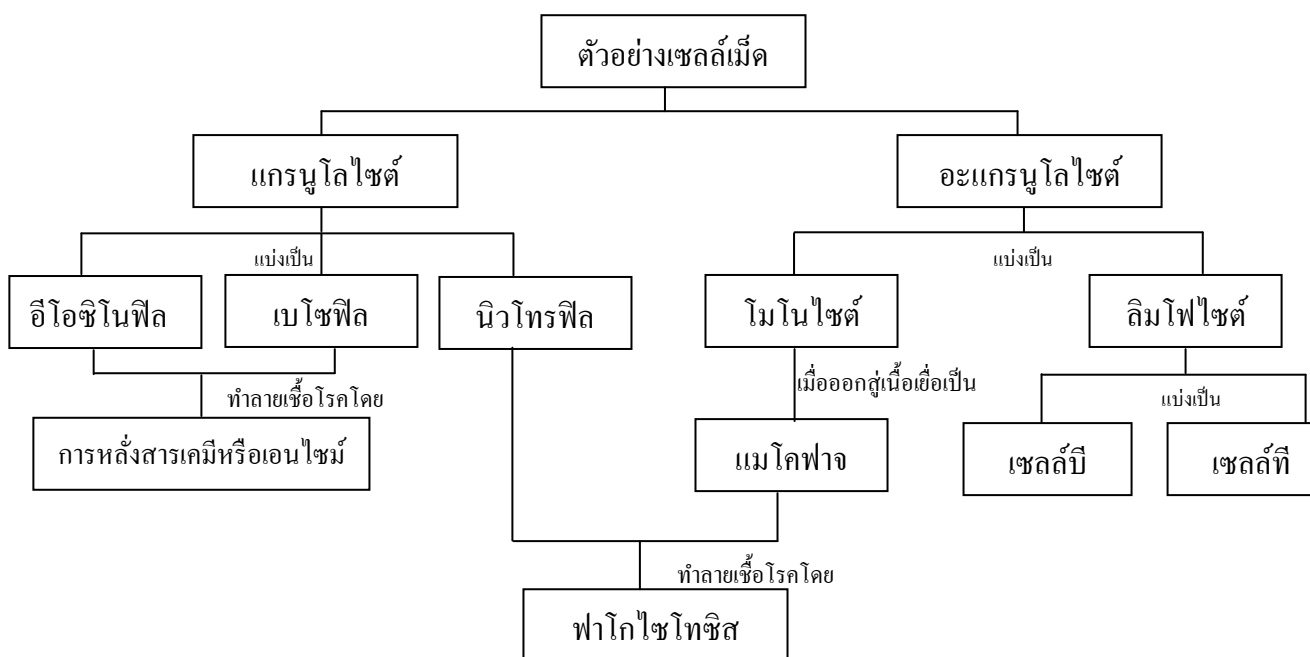 ตัวอย่างเซลล์เม็ด
แกรนูโลไซต์
อะแกรนูโลไซต์
แบ่งเป็น
แบ่งเป็น
อีโอซิโนฟิล
เบโซฟิล
นิวโทรฟิล
โมโนไซต์
ลิมโฟไซต์
ทำลายเชื้อโรคโดย
เมื่อออกสู่เนื้อเยื่อเป็น
แบ่งเป็น
การหลั่งสารเคมีหรือเอนไซม์
แมโคฟาจ
เซลล์บี
เซลล์ที
ทำลายเชื้อโรคโดย
ฟาโกไซโทซิส